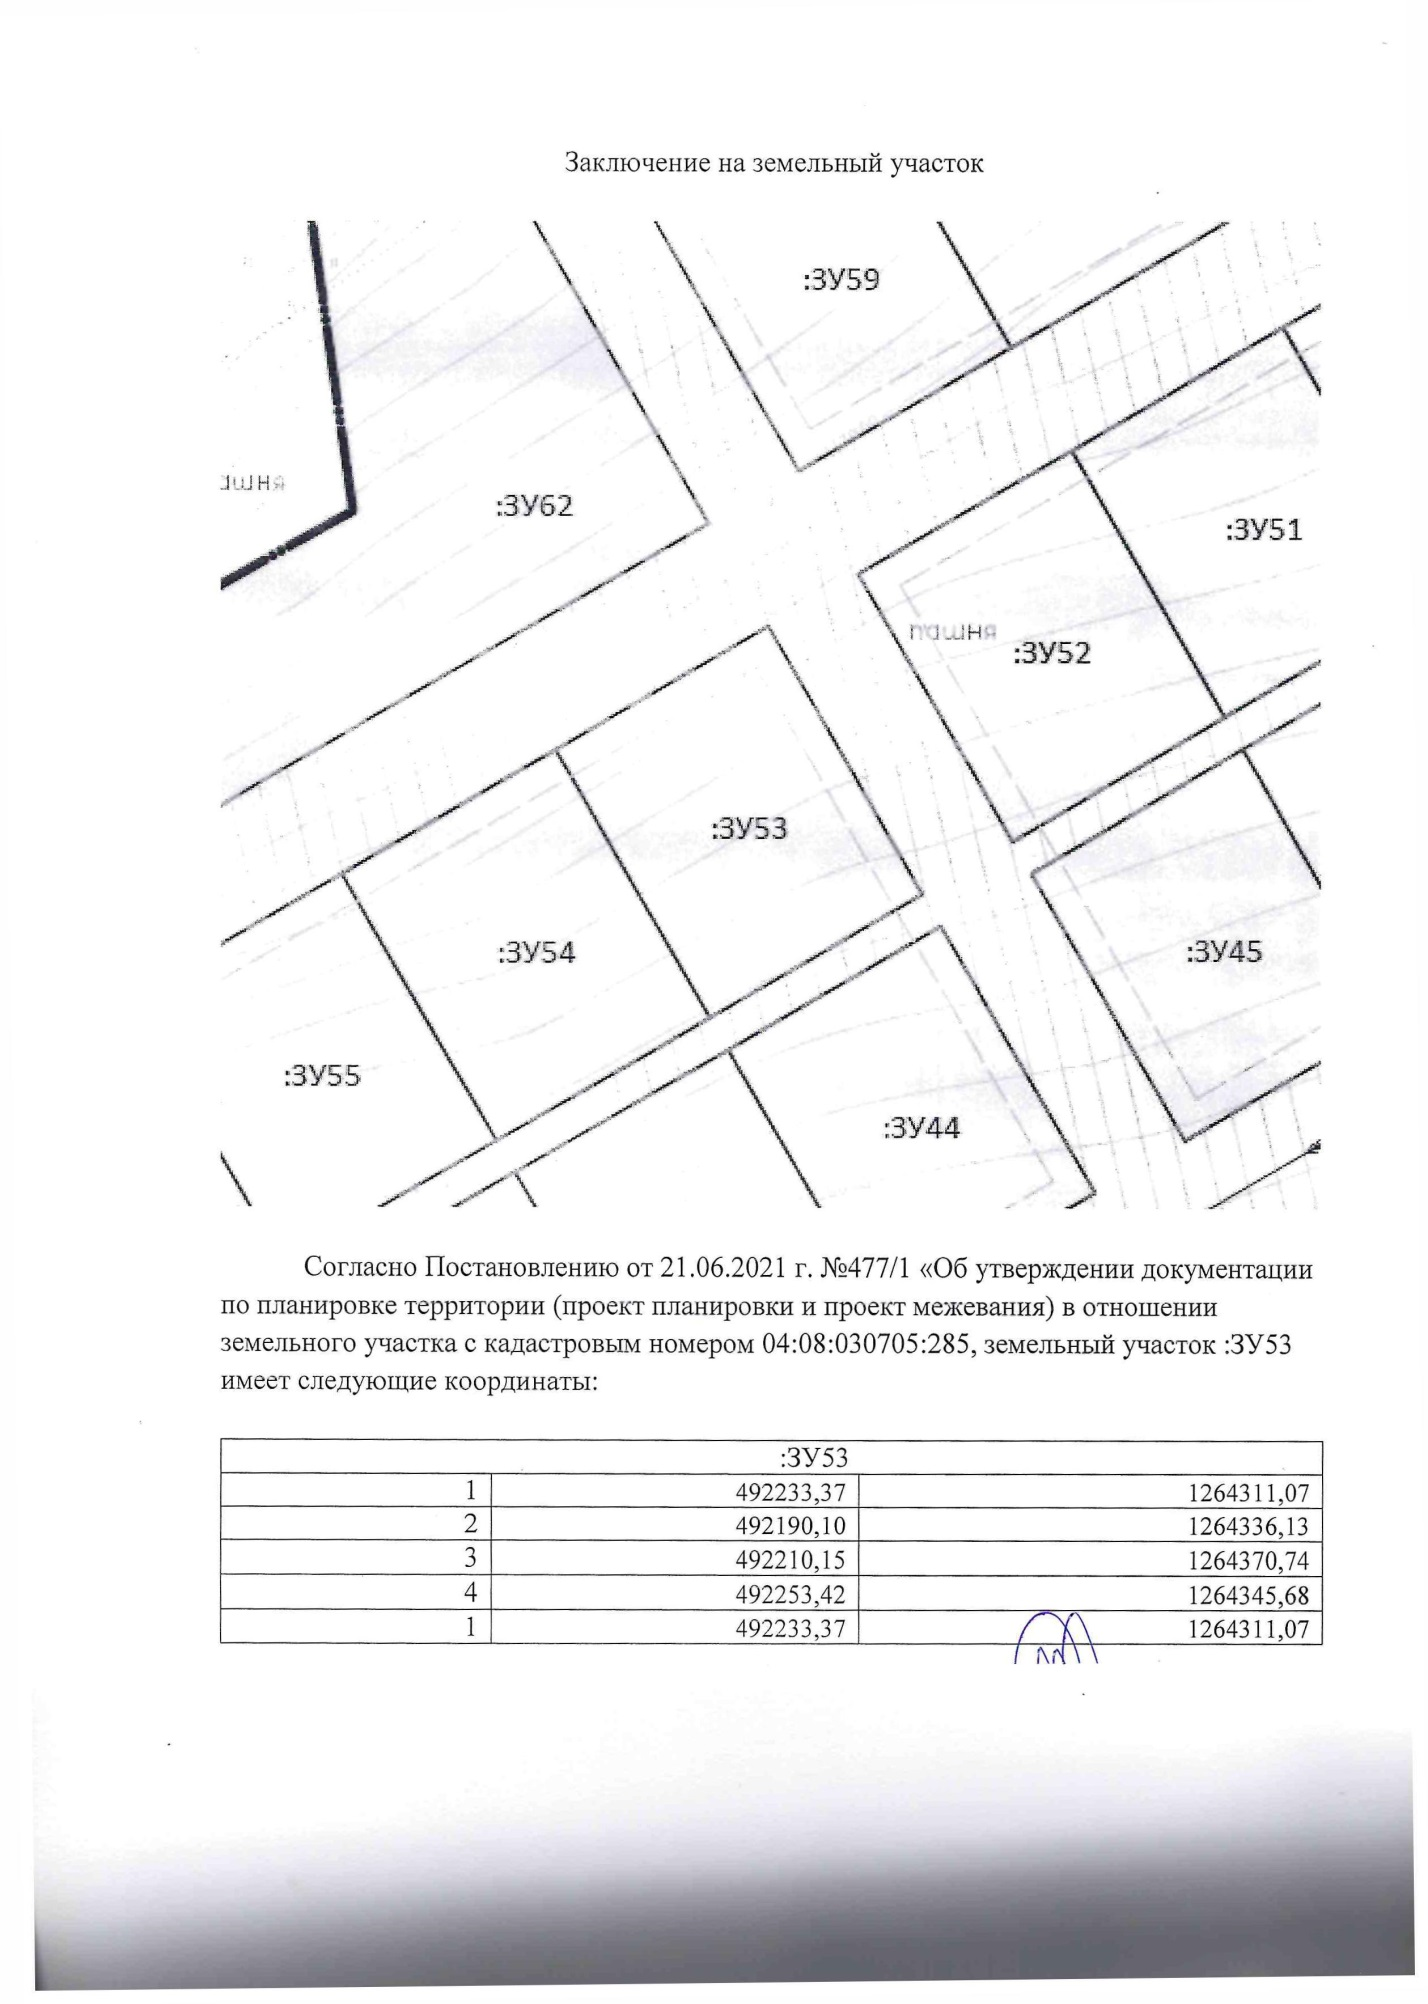 Заключение на земельный участок
:ЗУ59
:ЗУ62
:ЗУ51
пашня
:ЗУ52
:ЗУ53
:ЗУ54
:ЗУ45
:ЗУ55
:ЗУ44
Согласно Постановлению от 21.06.2021 г. №477/1 «Об утверждении документации
по планировке территории (проект планировки и проект межевания) в отношении
земельного участка с кадастровым номером 04:08:030705:285, земельный участок :ЗУ53
имеет следующие координаты:
:ЗУ53
1 492233,37 1264311,07
2 492190,10 1264336,13
3 492210,15 1264370,74
4 492253,42 1264345,68
1 492233,37 1264311,07